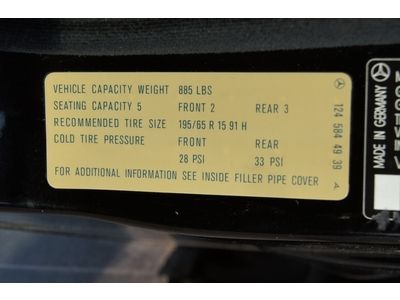 VEHICLE CAPACITY WEIGHT 885 LBS
SEATING CAPACITY 5 FRONT 2 REAR 3
RECOMMENDED TIRE SIZE 195/65 R 15 91 H
COLD TIRE PRESSURE FRONT REAR
28 PSI 33 PSI
FOR ADDITIONAL INFORMATION SEE INSIDE FILLER PIPE COVER
124 584 49 39 A
MADE IN GERMANY